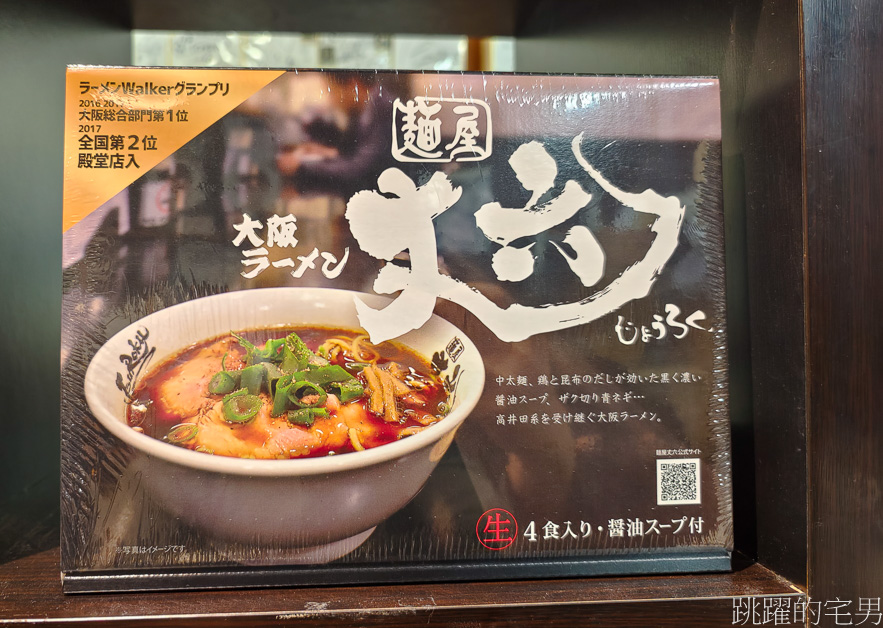 ラーメンWalkerグランプリ
2016 2017
大阪総合部門第1位
2017
全国第2位
殿堂店入
麺屋
丈六
大阪
ラーメン
じょうろく
中太麺、鶏と昆布のだしが効いた黒く濃い
醤油スープ、ザク切り青ネギ…
高井田系を受け継ぐ大阪ラーメン。
麺屋丈六公式サイト
生 4食入り・醤油スープ付
※写真はイメージです。
跳躍的宅男